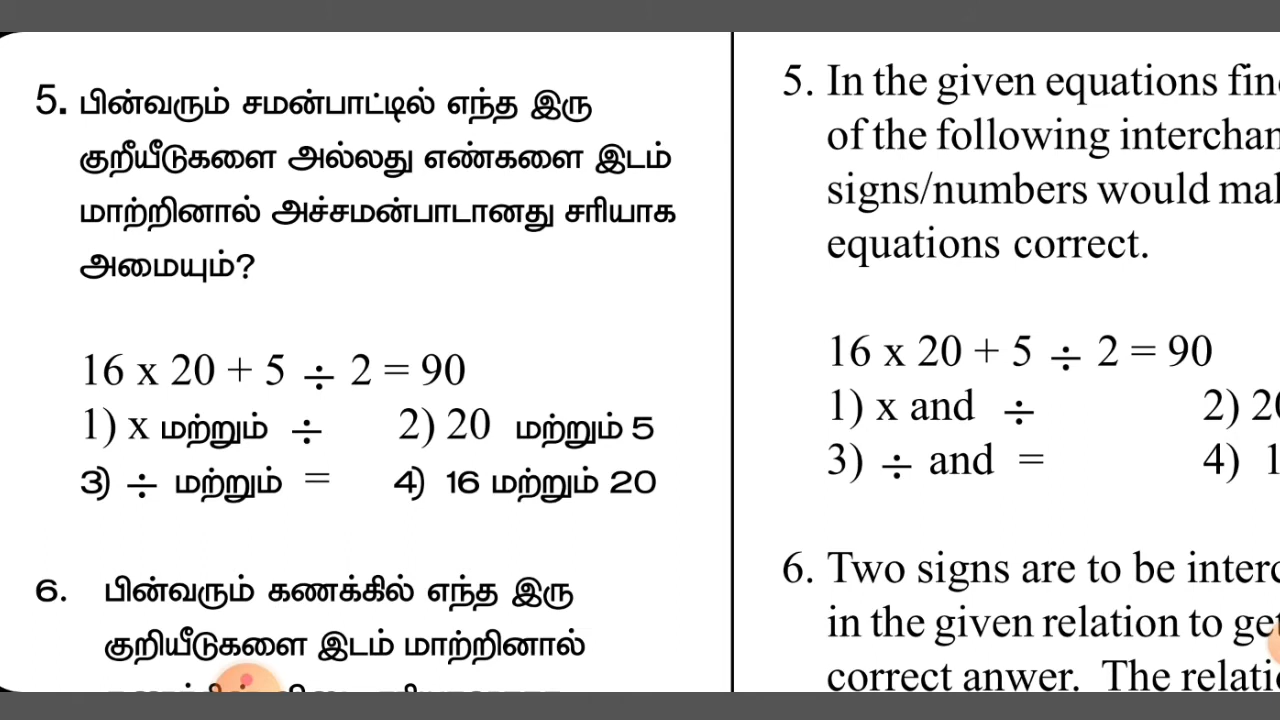 5. பின்வரும் சமன்பாட்டில் எந்த இரு
குறியீடுகளை அல்லது எண்களை இடம்
மாற்றினால் அச்சமன்பாடானது சரியாக
அமையும்?
16 x 20 + 5 ÷ 2 = 90
1) x மற்றும் ÷ 2) 20 மற்றும் 5
3) ÷ மற்றும் = 4) 16 மற்றும் 20
6. பின்வரும் கணக்கில் எந்த இரு
குறியீடுகளை இடம் மாற்றினால்
5. In the given equations
of the following
signs/numbers would
equations correct.
16 x 20 + 5 ÷ 2 = 90
1) x and ÷ 2)
3) ÷ and = 4)
6. Two signs are to be
in the given relation to
correct anwer. The